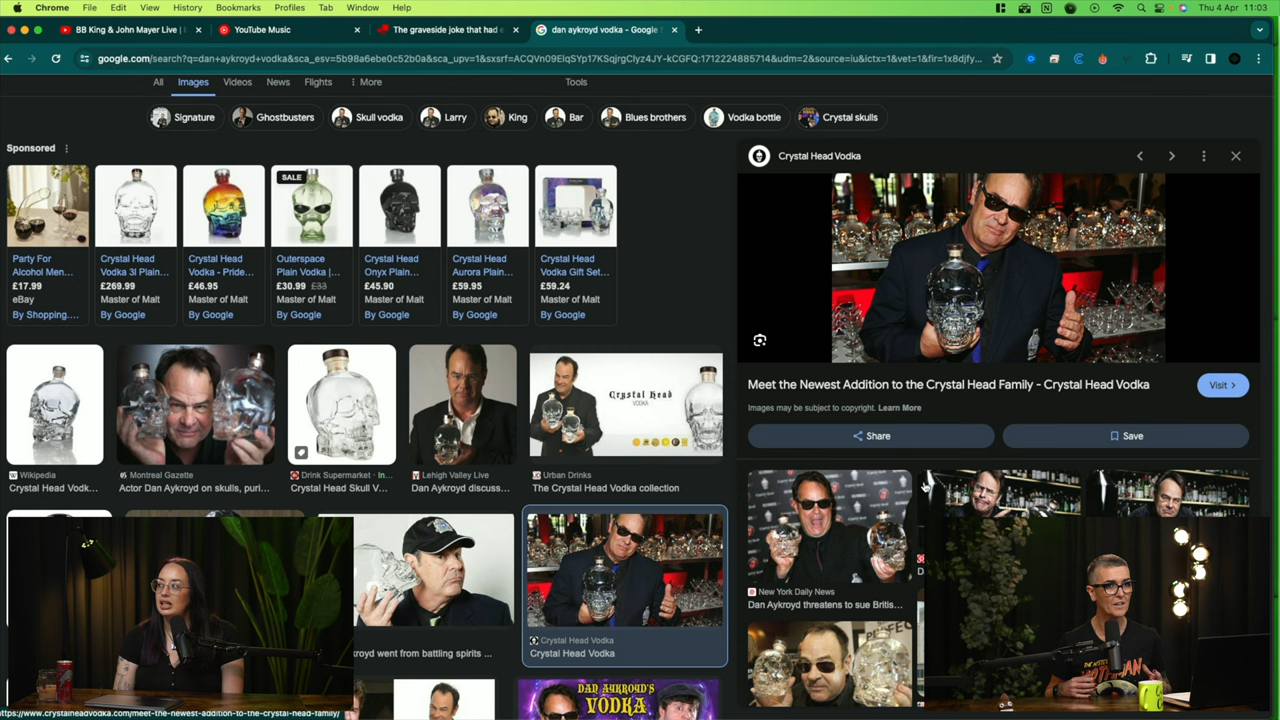 Chrome File Edit View History Bookmarks Profiles Tab Window Help
Thu 4 Apr 11:03
BB King & John Mayer Live |
YouTube Music
The graveside joke that had e
dan aykroyd vodka - Google S
All Images Videos News Flights More Tools
Signature Ghostbusters Skull vodka Larry King Bar Blues brothers Vodka bottle Crystal skulls
Sponsored
Party For
Alcohol Men...
£17.99
eBay
By Shopping....
Crystal Head
Vodka 3l Plain...
£269.99
Master of Malt
By Google
Crystal Head
Vodka - Pride...
£46.95
Master of Malt
By Google
SALE
Outerspace
Plain Vodka |...
£30.99 £33
Master of Malt
By Google
Crystal Head
Onyx Plain...
£45.90
Master of Malt
By Google
Crystal Head
Aurora Plain...
£59.95
Master of Malt
By Google
Crystal Head
Vodka Gift Set...
£59.24
Master of Malt
By Google
Wikipedia
Crystal Head Vodk...
Montreal Gazette
Actor Dan Aykroyd on skulls, puri...
Drink Supermarket · In...
Crystal Head Skull V...
Lehigh Valley Live
Dan Aykroyd discuss...
Crystal Head
VODKA
Urban Drinks
The Crystal Head Vodka collection
kroyd went from battling spirits ...
Crystal Head Vodka
Crystal Head Vodka
DAN AYKROYD'S
VODKA
https://www.crystalheadvodka.com/meet-the-newest-addition-to-the-crystal-head-family/
Crystal Head Vodka
Meet the Newest Addition to the Crystal Head Family - Crystal Head Vodka
Visit
Images may be subject to copyright. Learn More
Share
Save
New York Daily News
Dan Aykroyd threatens to sue Britis...